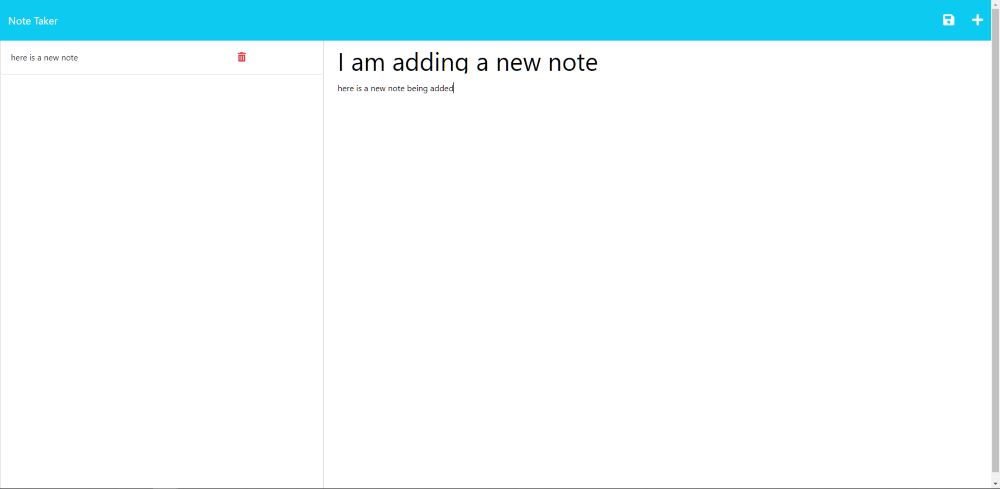 Note Taker
here is a new note
I am adding a new note
here is a new note being added